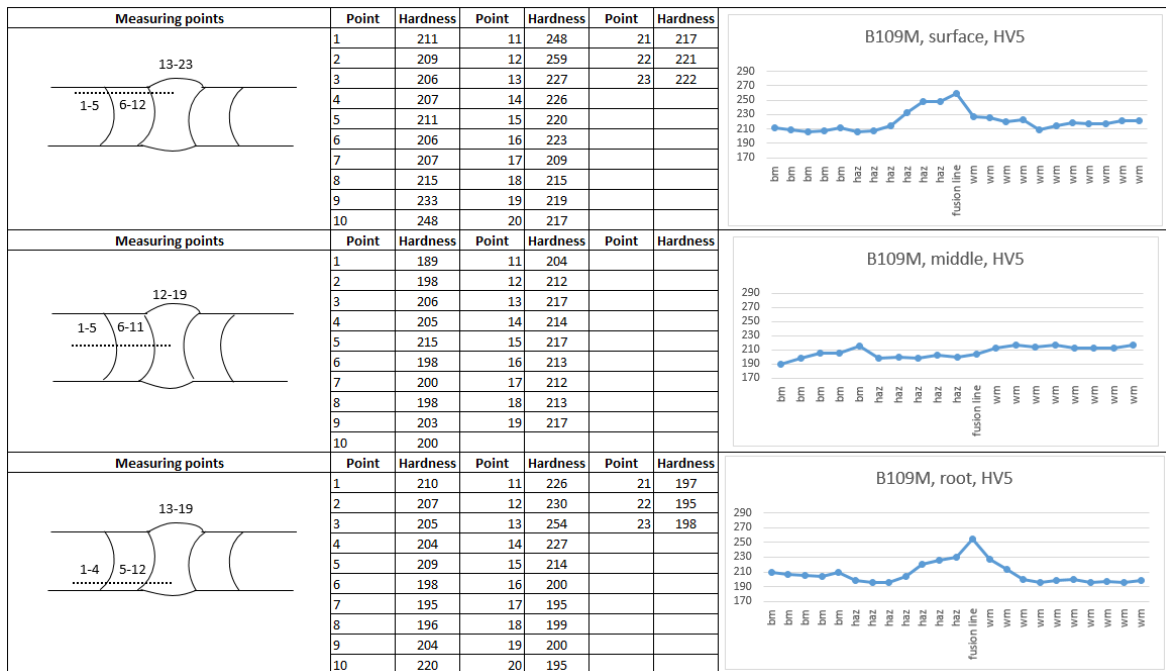 Measuring points Point Hardness Point Hardness Point Hardness
13-23
1-5 6-12
1 211 11 248 21 217
2 209 12 259 22 221
3 206 13 227 23 222
4 207 14 226
5 211 15 220
6 206 16 223
7 207 17 209
8 215 18 215
9 233 19 219
10 248 20 217
B109M, surface, HV5
290
270
250
230
210
190
170
bm bm bm bm bm haz haz haz haz haz haz fusion line wm wm wm wm wm wm wm wm wm wm wm
Measuring points Point Hardness Point Hardness Point Hardness
12-19
1-5 6-11
1 189 11 204
2 198 12 212
3 206 13 217
4 205 14 214
5 215 15 217
6 198 16 213
7 200 17 212
8 198 18 213
9 203 19 217
10 200
B109M, middle, HV5
290
270
250
230
210
190
170
bm bm bm bm bm haz haz haz haz haz fusion line wm wm wm wm wm wm wm wm
Measuring points Point Hardness Point Hardness Point Hardness
13-19
1-4 5-12
1 210 11 226 21 197
2 207 12 230 22 195
3 205 13 254 23 198
4 204 14 227
5 209 15 214
6 198 16 200
7 195 17 195
8 196 18 199
9 204 19 200
10 220 20 195
B109M, root, HV5
290
270
250
230
210
190
170
bm bm bm bm bm haz haz haz haz haz haz haz fusion line wm wm wm wm wm wm wm wm wm wm